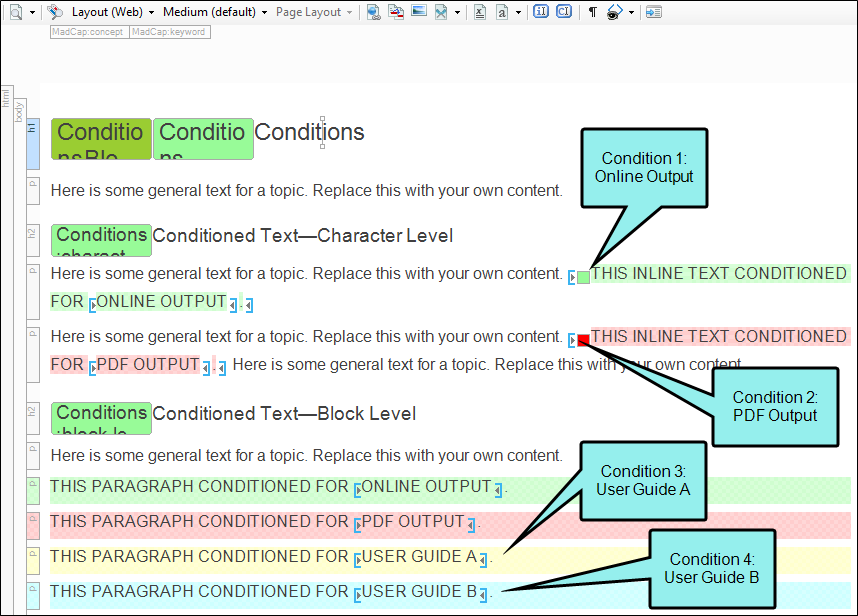 Layout (Web) Medium (default) Page Layout
MadCap:concept MadCap:keyword
html
body
h1
Conditio
nsBlo
Conditio
ns
Conditions
p
Here is some general text for a topic. Replace this with your own content.
Condition 1:
Online Output
h2
Conditions
:charact
Conditioned Text—Character Level
p
Here is some general text for a topic. Replace this with your own content. THIS INLINE TEXT CONDITIONED
FOR ONLINE OUTPUT .
p
Here is some general text for a topic. Replace this with your own content. THIS INLINE TEXT CONDITIONED
FOR PDF OUTPUT . Here is some general text for a topic. Replace this with your own content.
Condition 2:
PDF Output
h2
Conditions
:block-le
Conditioned Text—Block Level
p
Here is some general text for a topic. Replace this with your own content.
Condition 3:
User Guide A
p
THIS PARAGRAPH CONDITIONED FOR ONLINE OUTPUT .
p
THIS PARAGRAPH CONDITIONED FOR PDF OUTPUT .
p
THIS PARAGRAPH CONDITIONED FOR USER GUIDE A .
Condition 4:
User Guide B
p
THIS PARAGRAPH CONDITIONED FOR USER GUIDE B .